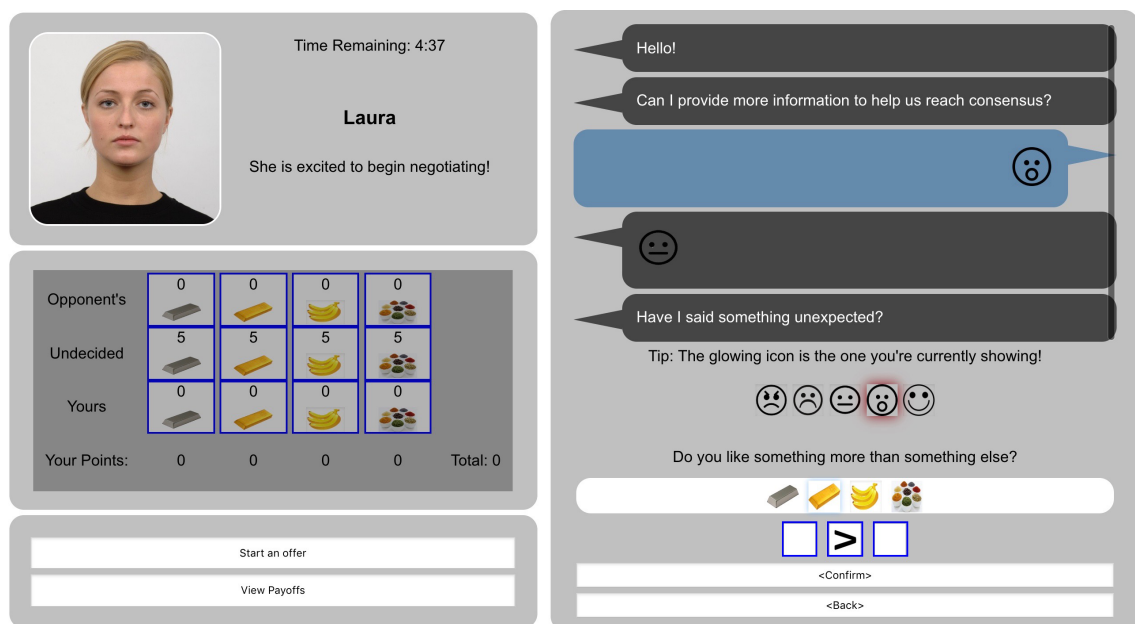 Time Remaining: 4:37
Laura
She is excited to begin negotiating!
Opponent's 0 0 0 0
Undecided 5 5 5 5
Yours 0 0 0 0
Your Points: 0 0 0 0 Total: 0
Start an offer
View Payoffs
Hello!
Can I provide more information to help us reach consensus?
Have I said something unexpected?
Tip: The glowing icon is the one you're currently showing!
Do you like something more than something else?
>
<Confirm>
<Back>